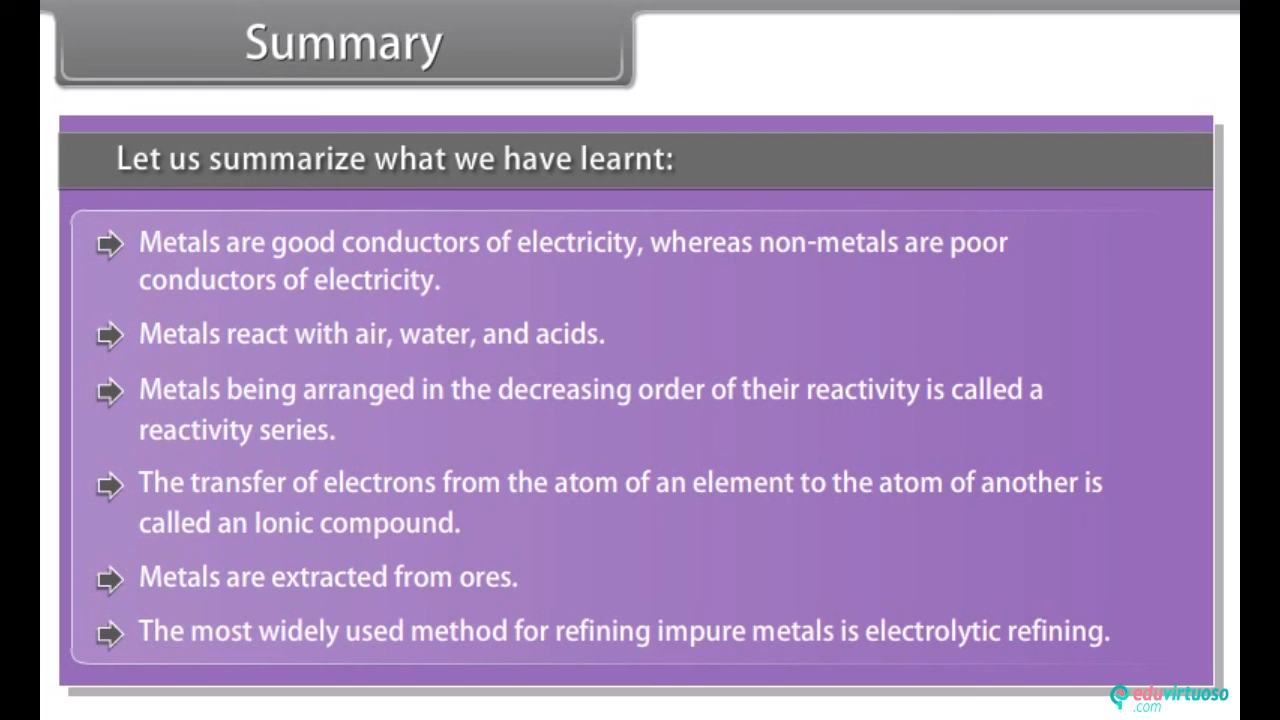 Summary
Let us summarize what we have learnt:
Metals are good conductors of electricity, whereas non-metals are poor
conductors of electricity.
Metals react with air, water, and acids.
Metals being arranged in the decreasing order of their reactivity is called a
reactivity series.
The transfer of electrons from the atom of an element to the atom of another is
called an Ionic compound.
Metals are extracted from ores.
The most widely used method for refining impure metals is electrolytic refining.
eduvirtuoso
.com